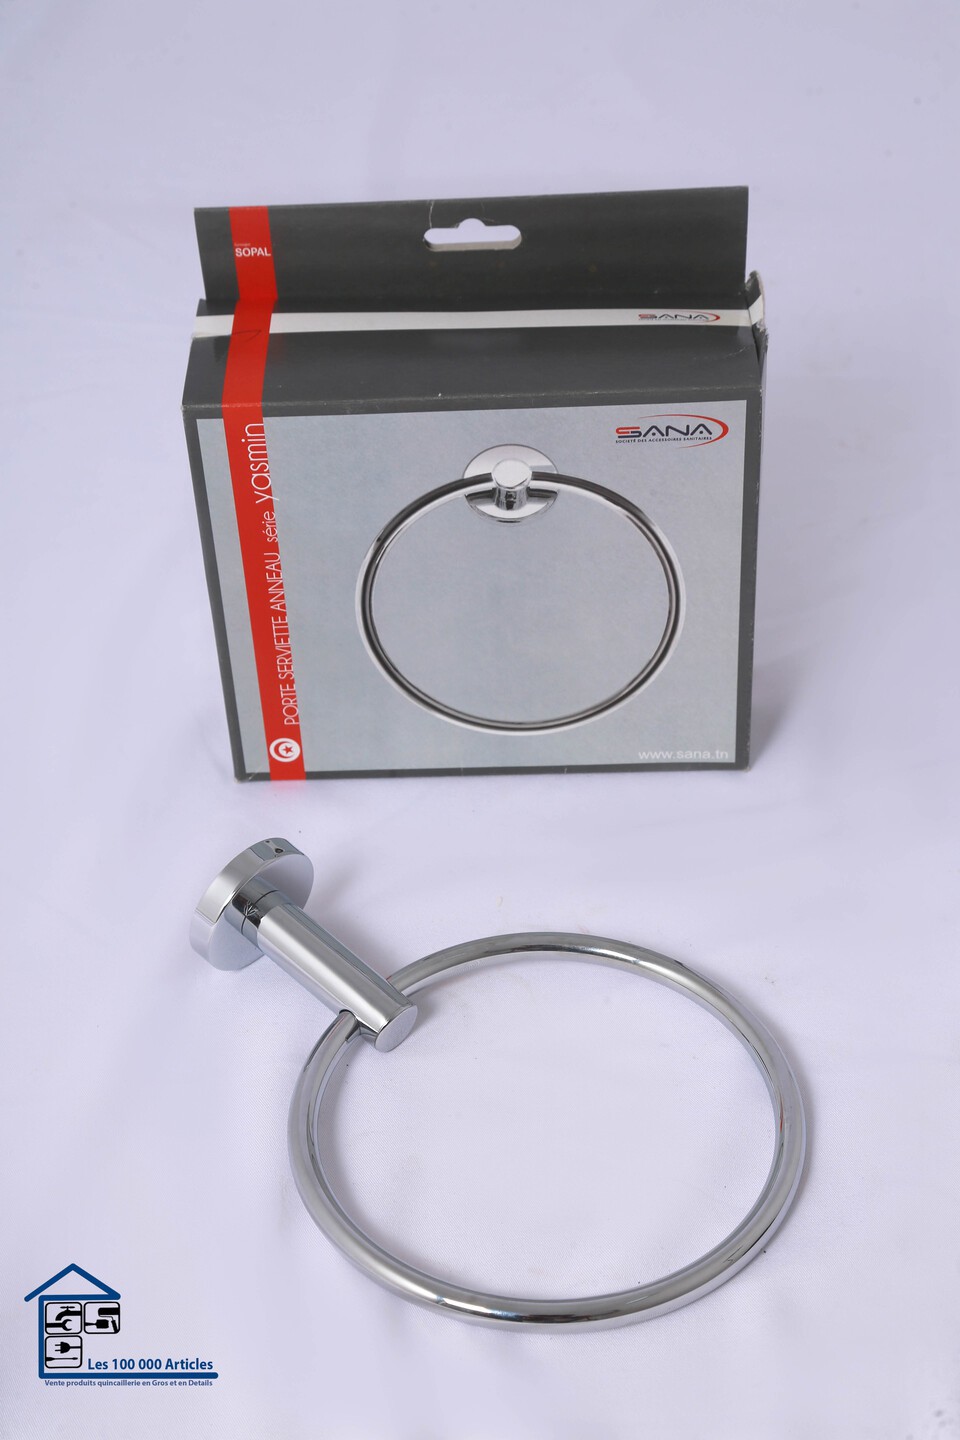 SOPAL
SANA
SANA
SOCIETÉ DES ACCESSOIRES SANITAIRES
PORTE SERVIETTE ANNEAU série yasmin
www.sana.tn
Les 100 000 Articles
Vente produits quincaillerie en Gros et en Details